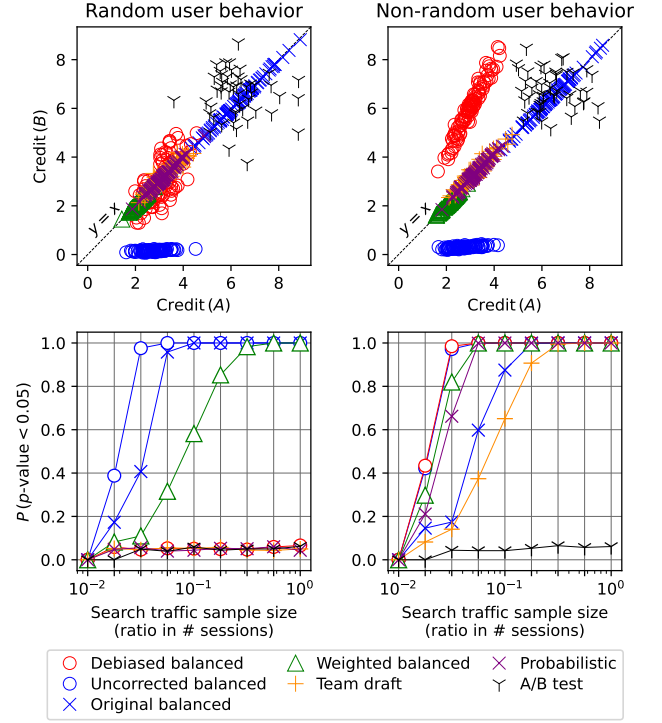 Random user behavior
Non-random user behavior
8
6
4
2
0
Credit (B)
y = x
y = x
0 2 4 6 8
0 2 4 6 8
Credit (A)
Credit (A)
1.0
0.8
0.6
0.4
0.2
0.0
P (p-value < 0.05)
1.0
0.8
0.6
0.4
0.2
0.0
10⁻² 10⁻¹ 10⁰
10⁻² 10⁻¹ 10⁰
Search traffic sample size
(ratio in # sessions)
Search traffic sample size
(ratio in # sessions)
Debiased balanced
Uncorrected balanced
Original balanced
Weighted balanced
Team draft
Probabilistic
A/B test
8
6
4
2
0